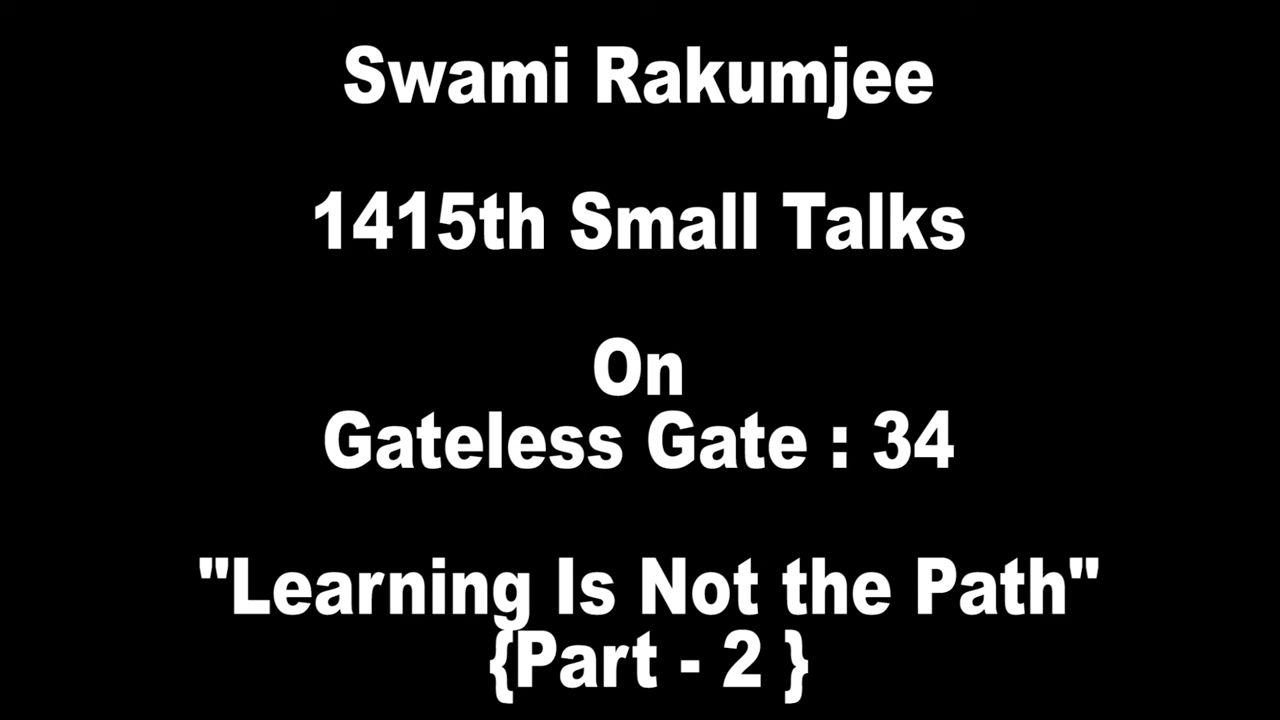 Swami Rakumjee
1415th Small Talks
On
Gateless Gate : 34
"Learning Is Not the Path"
{Part - 2 }